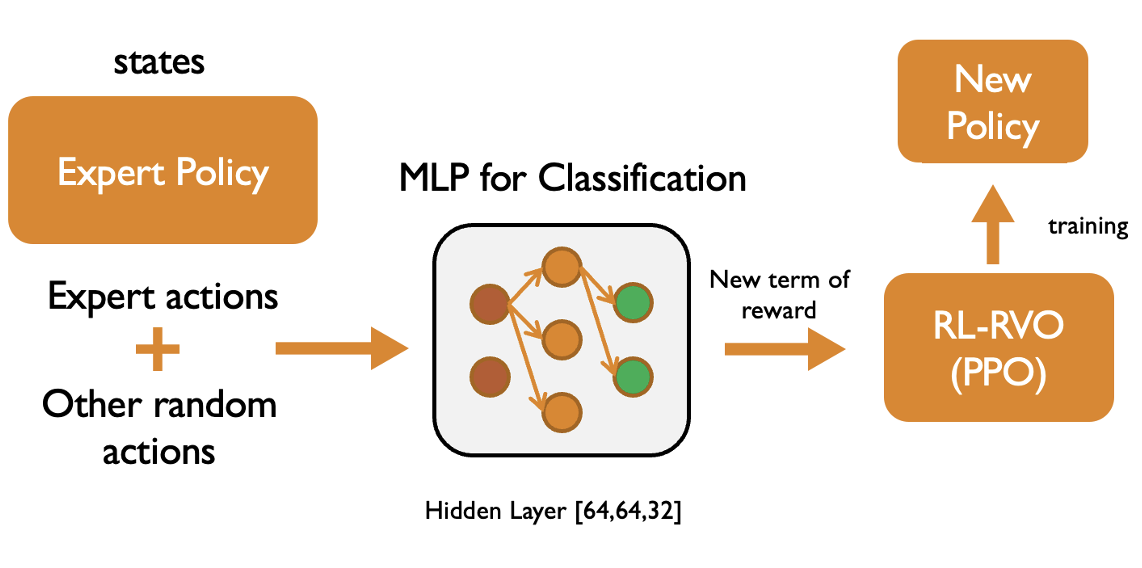 states
Expert Policy
Expert actions
Other random
actions
MLP for Classification
Hidden Layer [64,64,32]
New term of
reward
RL-RVO
(PPO)
training
New
Policy